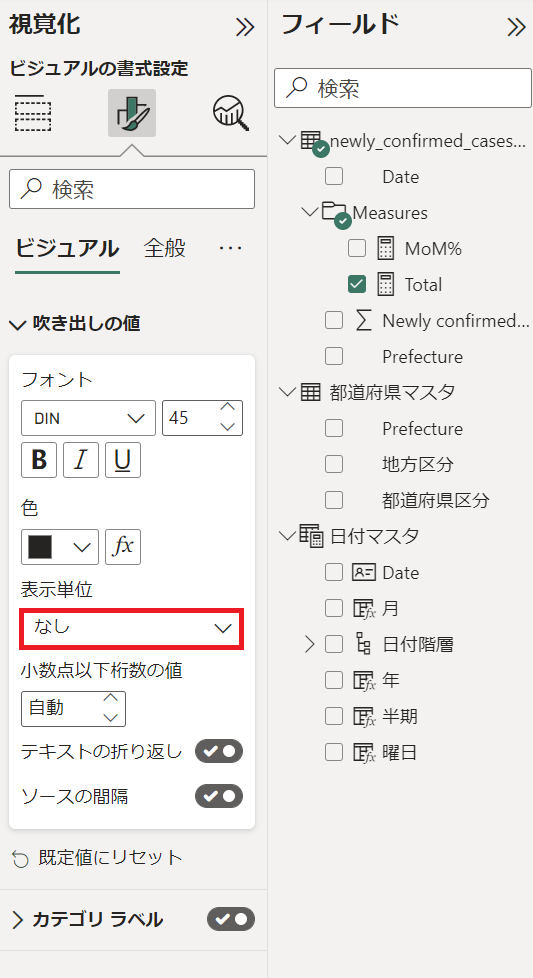 視覚化
ビジュアルの書式設定
検索
ビジュアル 全般 ...
吹き出しの値
フォント
DIN 45
B I U
色
fx
表示単位
なし
小数点以下桁数の値
自動
テキストの折り返し
ソースの間隔
既定値にリセット
カテゴリ ラベル
フィールド
検索
newly_confirmed_cases...
Date
Measures
MoM%
Total
Newly confirmed...
Prefecture
都道府県マスタ
Prefecture
地方区分
都道府県区分
日付マスタ
Date
月
日付階層
年
半期
曜日